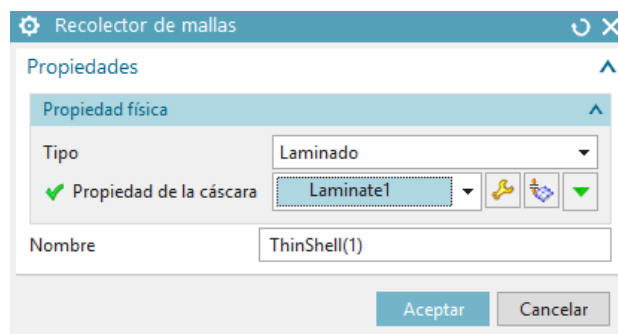 Recolector de mallas
Propiedades
Propiedad física
Tipo Laminado
Propiedad de la cáscara Laminate1
Nombre ThinShell(1)
Aceptar Cancelar